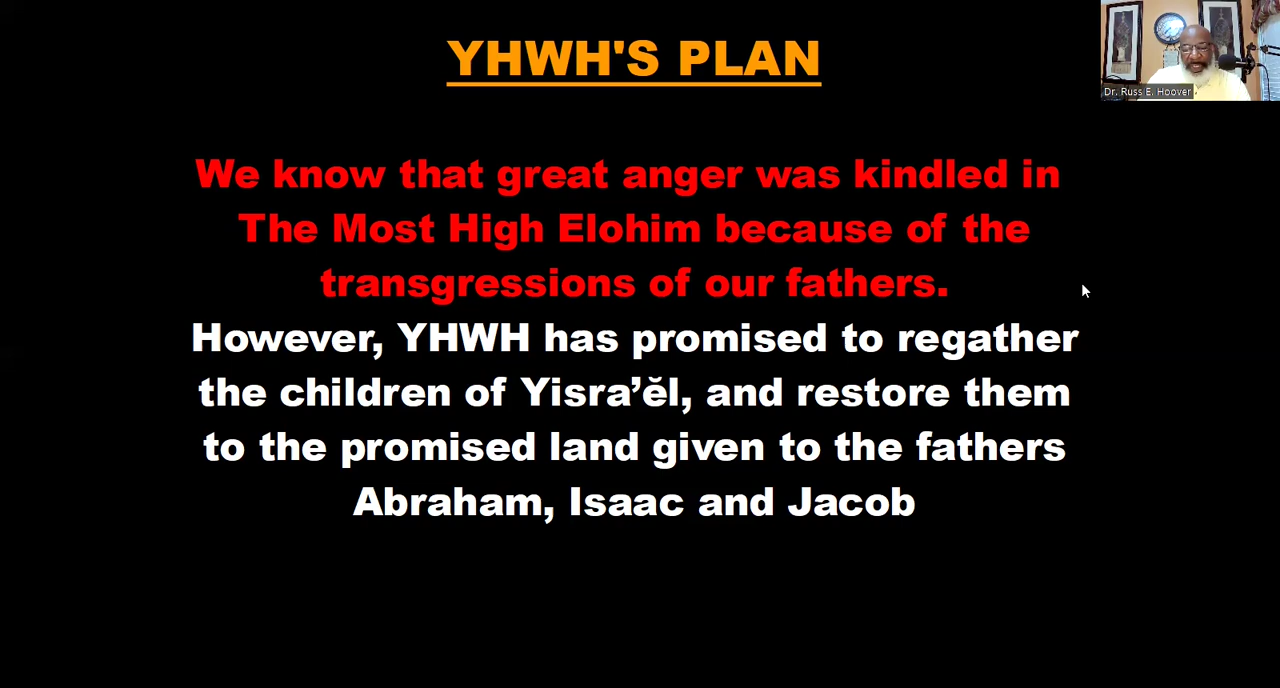 YHWH'S PLAN
Dr. Russ E. Hoover
We know that great anger was kindled in
The Most High Elohim because of the
transgressions of our fathers.
However, YHWH has promised to regather
the children of Yisra’ĕl, and restore them
to the promised land given to the fathers
Abraham, Isaac and Jacob